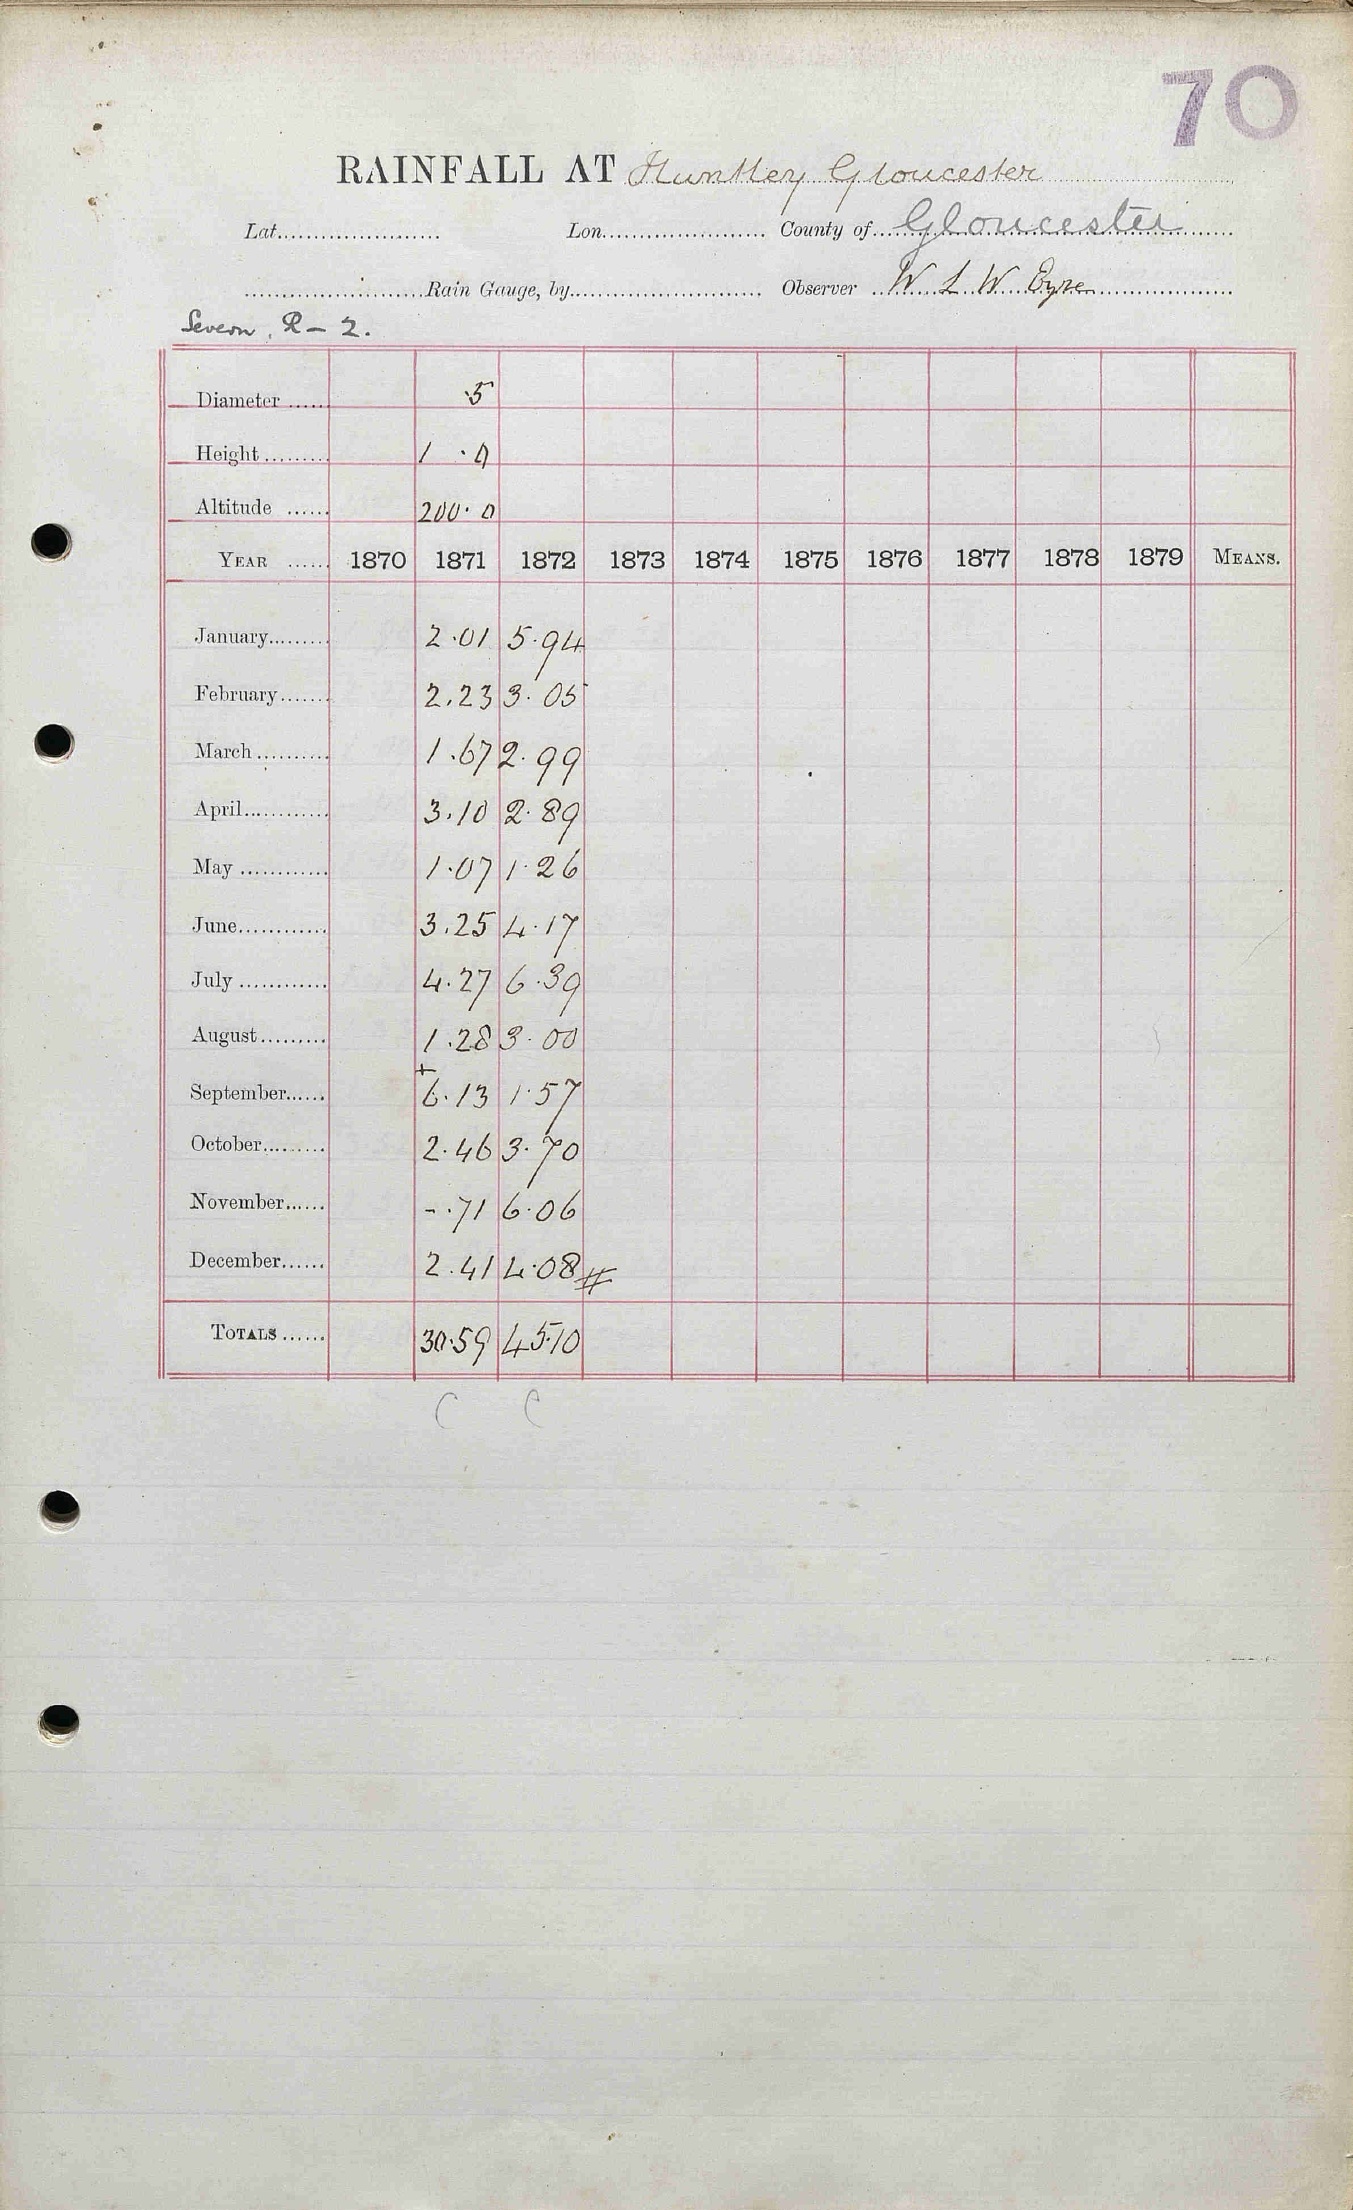 70
RAINFALL AT Huntley Gloucester
Lat...................... Lon....................... County of Gloucester
.........................Rain Gauge, by........................... Observer W L W Eyre
Severn. R - 2.
Diameter ...... 5
Height ......... 1 . 0
Altitude ...... 200. 0
YEAR ...... 1870 1871 1872 1873 1874 1875 1876 1877 1878 1879 MEANS.
January......... 2.01 5.94
February....... 2.23 3.05
March .......... 1.67 2.99
April............ 3.10 2.89
May ............ 1.07 1.26
June............ 3.25 4.17
July ............ 4.27 6.39
August......... 1.28 3.00
September...... + 6.13 1.57
October......... 2.46 3.70
November...... -.71 6.06
December...... 2.41 4.08 #
TOTALS ...... 30.59 45.10
C C